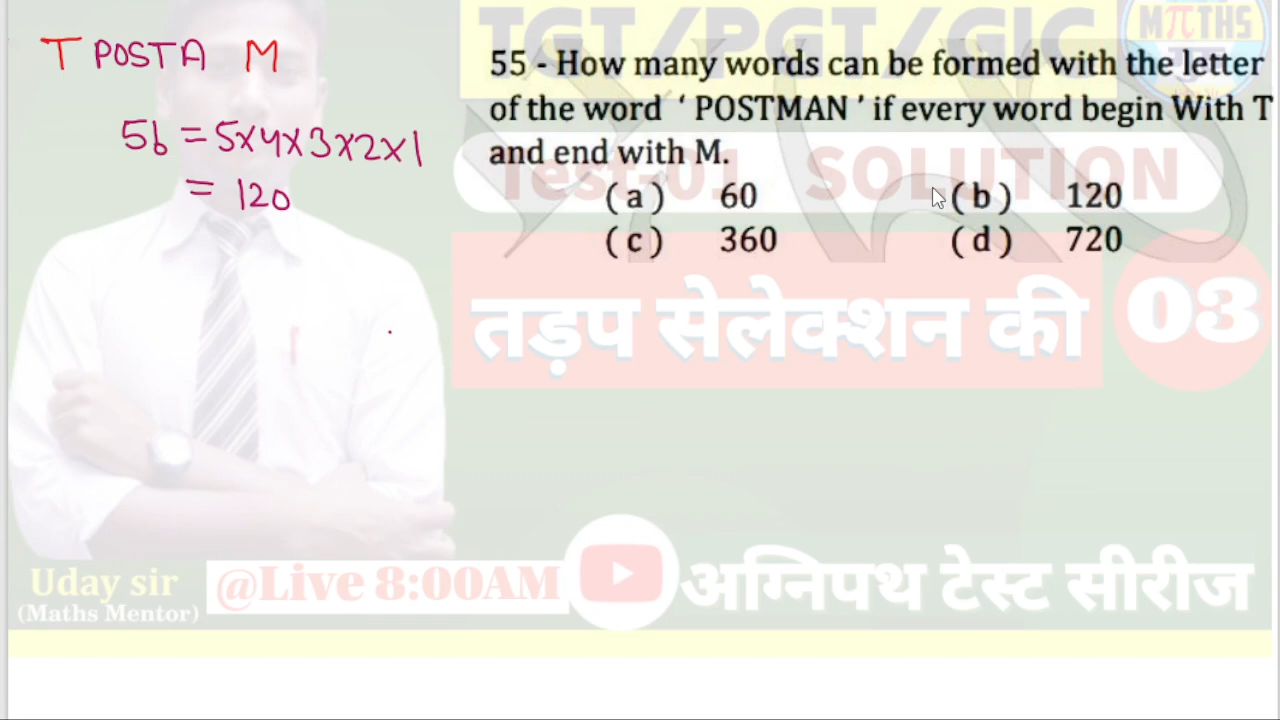 T POSTA M
5b = 5x4x3x2x1
= 120
TGT/PGT/GIC
MπTHS
55 - How many words can be formed with the letter
of the word ‘ POSTMAN ’ if every word begin With T
and end with M.
Test-01 SOLUTION
( a ) 60 ( b ) 120
( c ) 360 ( d ) 720
तड़प सेलेक्शन की 03
Uday sir
(Maths Mentor)
@Live 8:00AM
अग्निपथ टेस्ट सीरीज